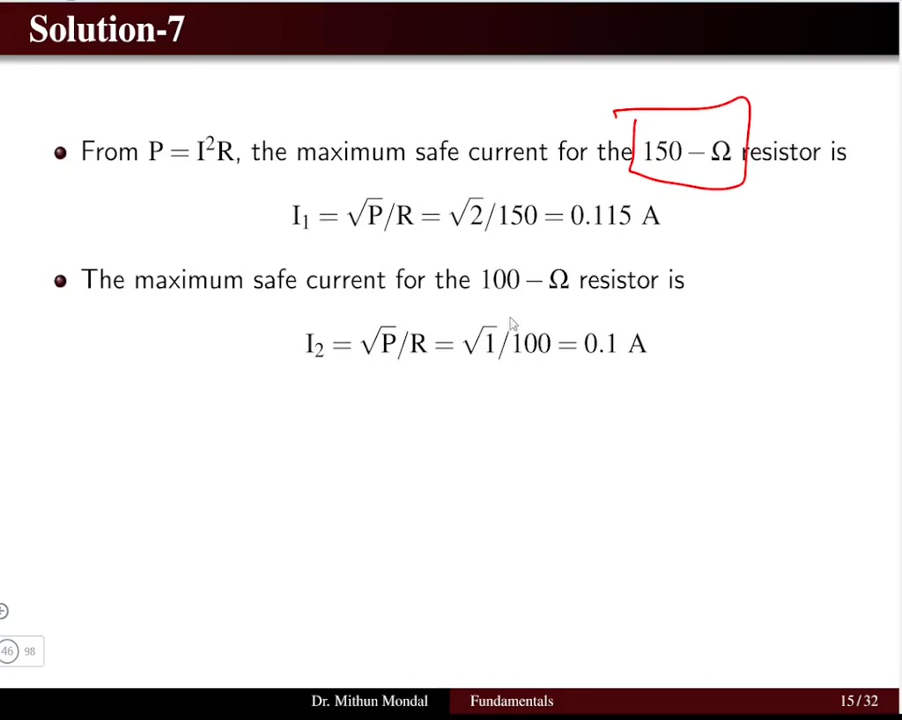 Solution-7
From P = I²R, the maximum safe current for the 150 − Ω resistor is
I₁ = √P/R = √2/150 = 0.115 A
The maximum safe current for the 100 − Ω resistor is
I₂ = √P/R = √1/100 = 0.1 A
46 98
Dr. Mithun Mondal Fundamentals 15 / 32